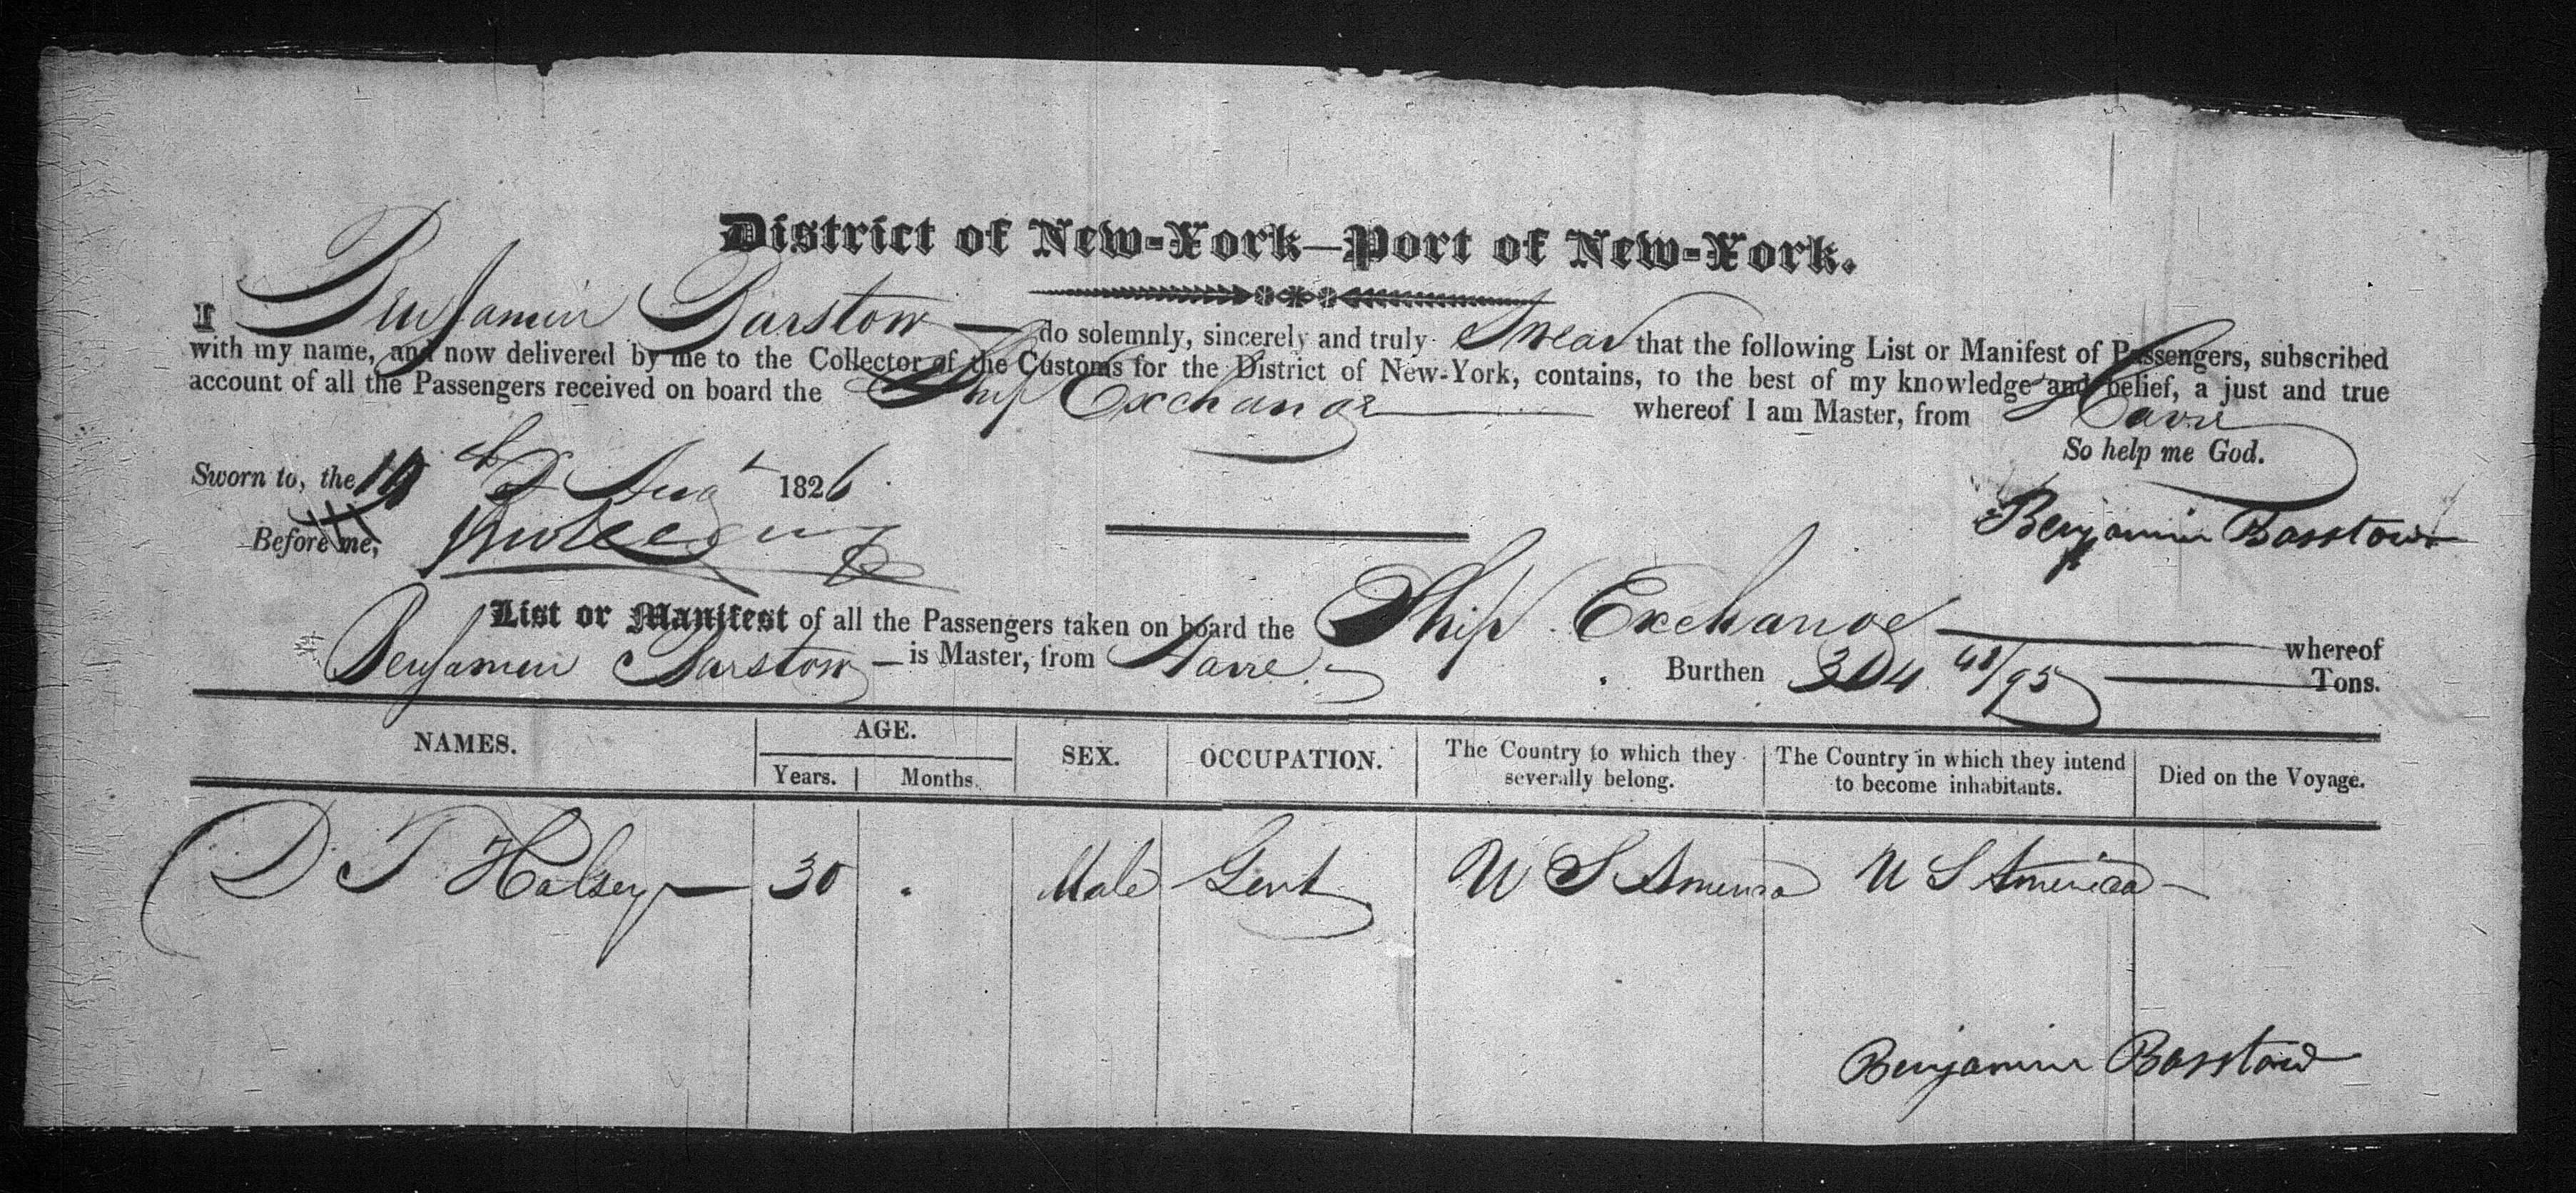 District of New-York—Port of New-York.
I Benjamin Barstow — do solemnly, sincerely and truly Swear that the following List or Manifest of Passengers, subscribed
with my name, and now delivered by me to the Collector of the Customs for the District of New-York, contains, to the best of my knowledge and belief, a just and true
account of all the Passengers received on board the Ship Exchange whereof I am Master, from Havre
So help me God.
Sworn to, the 19 Augt 1826
Benjamin Barstow
Before me,
List or Manifest of all the Passengers taken on board the Ship Exchange — whereof
Benjamin Barstow — is Master, from Havre. Burthen 304 48/95 — Tons.
NAMES. AGE. SEX. OCCUPATION. The Country to which they severally belong. The Country in which they intend to become inhabitants. Died on the Voyage.
Years. Months.
D T Halsey — 30 Male Gent U S America U S America —
Benjamin Barstow